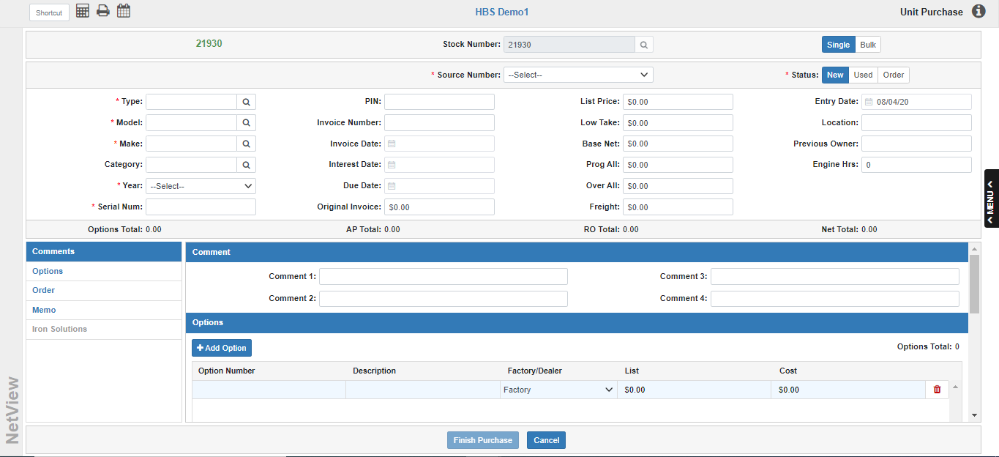 Shortcut HBS Demo1 Unit Purchase
21930 Stock Number: 21930 Single Bulk
* Source Number: --Select-- * Status: New Used Order
* Type: PIN: List Price: $0.00 Entry Date: 08/04/20
* Model: Invoice Number: Low Take: $0.00 Location:
* Make: Invoice Date: Base Net: $0.00 Previous Owner:
Category: Interest Date: Prog All: $0.00 Engine Hrs: 0
* Year: --Select-- Due Date: Over All: $0.00
* Serial Num: Original Invoice: $0.00 Freight: $0.00
Options Total: 0.00 AP Total: 0.00 RO Total: 0.00 Net Total: 0.00
MENU
Comments
Options
Order
Memo
Iron Solutions
Comment
Comment 1: Comment 3:
Comment 2: Comment 4:
Options
Add Option Options Total: 0
Option Number Description Factory/Dealer List Cost
Factory $0.00 $0.00
NetView
Finish Purchase Cancel